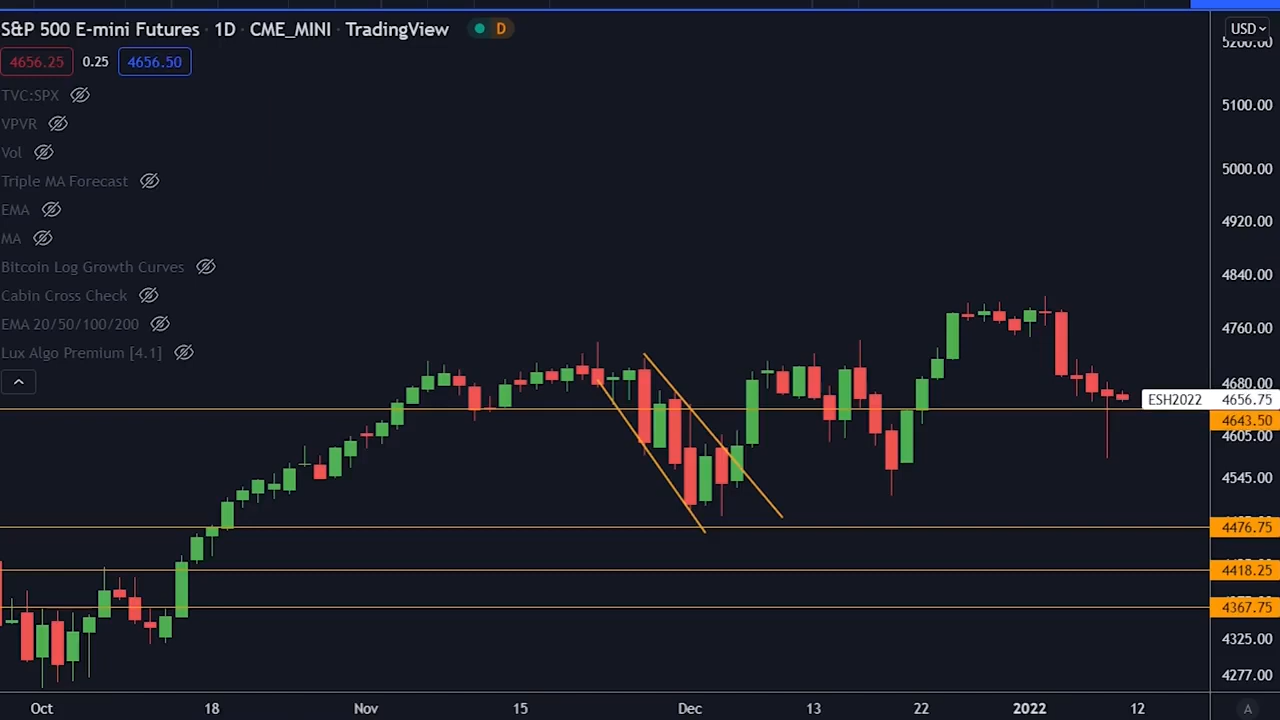 S&P 500 E-mini Futures · 1D · CME_MINI · TradingView D
4656.25 0.25 4656.50
TVC:SPX
VPVR
Vol
Triple MA Forecast
EMA
MA
Bitcoin Log Growth Curves
Cabin Cross Check
EMA 20/50/100/200
Lux Algo Premium [4.1]
USD
5200.00
5100.00
5000.00
4920.00
4840.00
4760.00
4680.00
ESH2022 4656.75
4643.50
4605.00
4545.00
4476.75
4418.25
4367.75
4325.00
4277.00
Oct 18 Nov 15 Dec 13 22 2022 12
A